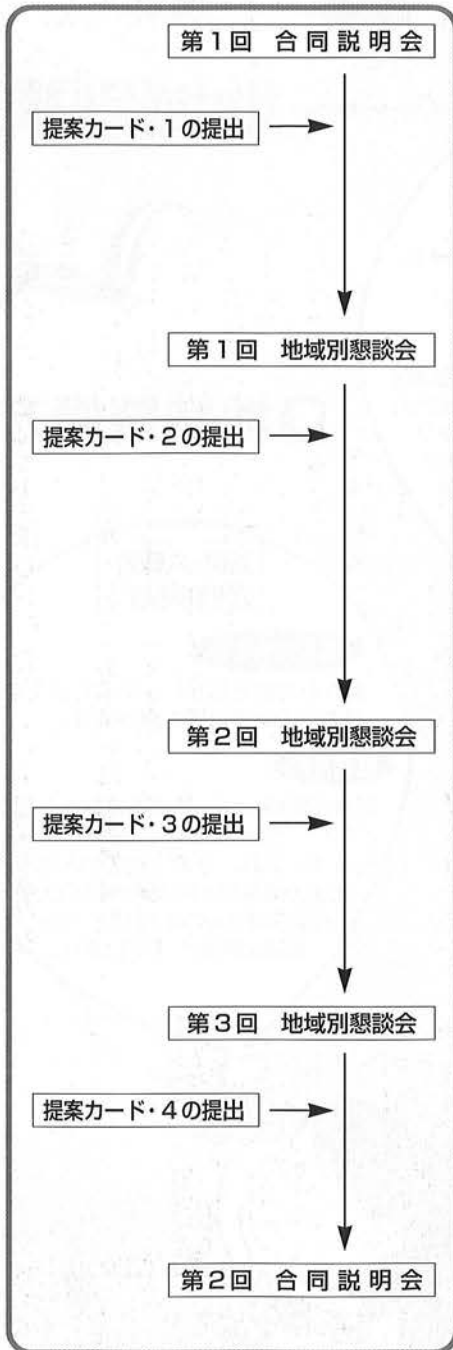 第1回 合同説明会
提案カード・1の提出
第1回 地域別懇談会
提案カード・2の提出
第2回 地域別懇談会
提案カード・3の提出
第3回 地域別懇談会
提案カード・4の提出
第2回 合同説明会